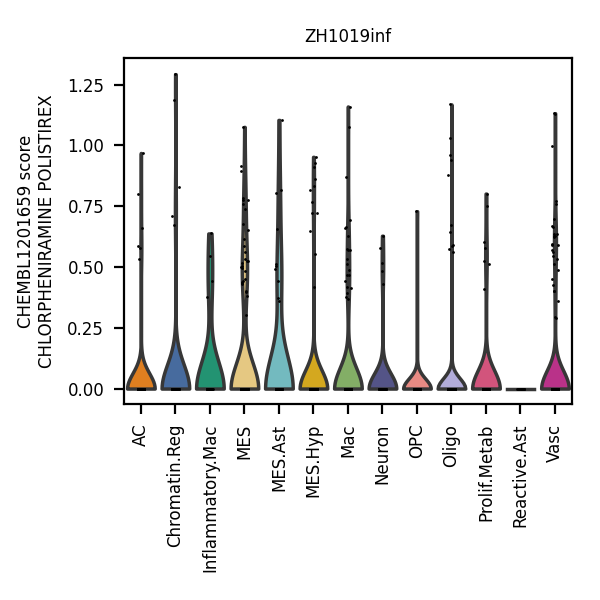 ZH1019inf
CHEMBL1201659 score
CHLORPHENIRAMINE POLISTIREX
1.25
1.00
0.75
0.50
0.25
0.00
AC
Chromatin.Reg
Inflammatory.Mac
MES
MES.Ast
MES.Hyp
Mac
Neuron
OPC
Oligo
Prolif.Metab
Reactive.Ast
Vasc